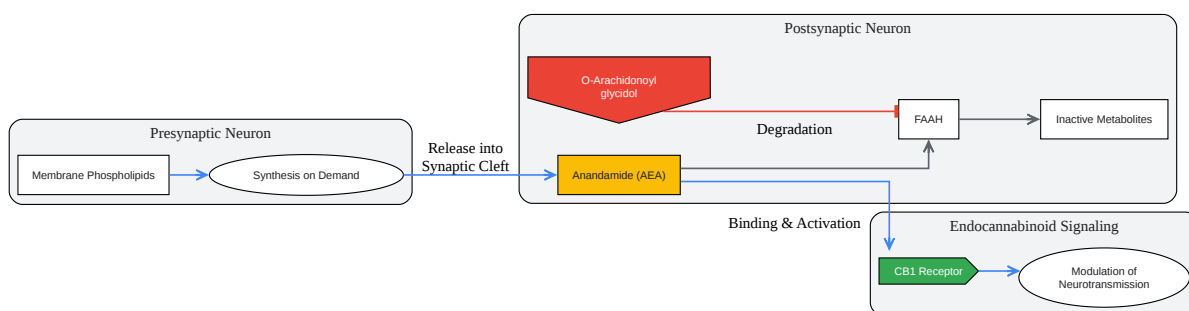 Postsynaptic Neuron
O-Arachidonoyl
glycidol
Degradation
FAAH
Inactive Metabolites
Presynaptic Neuron
Membrane Phospholipids
Synthesis on Demand
Release into
Synaptic Cleft
Anandamide (AEA)
Binding & Activation
Endocannabinoid Signaling
CB1 Receptor
Modulation of
Neurotransmission